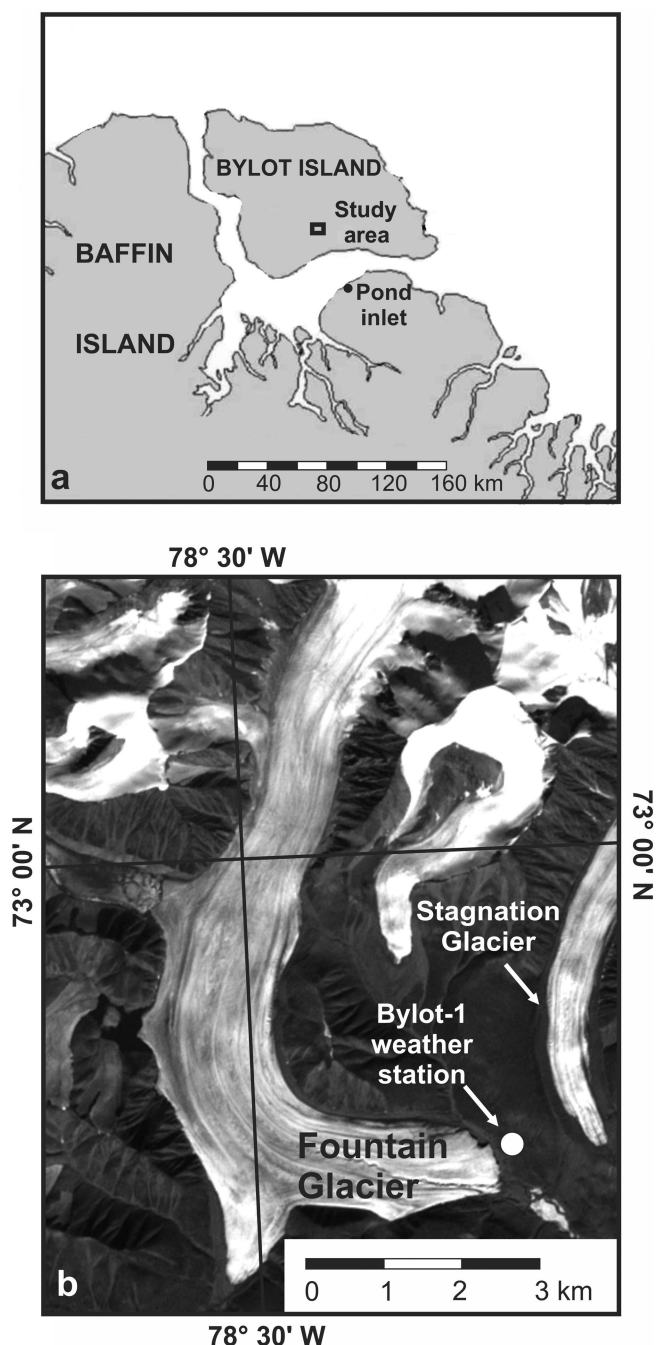 BYLOT ISLAND
Study
area
BAFFIN
ISLAND
Pond
inlet
a
0 40 80 120 160 km
78° 30' W
73° 00' N
73° 00' N
Stagnation
Glacier
Bylot-1
weather
station
Fountain
Glacier
b
0 1 2 3 km
78° 30' W